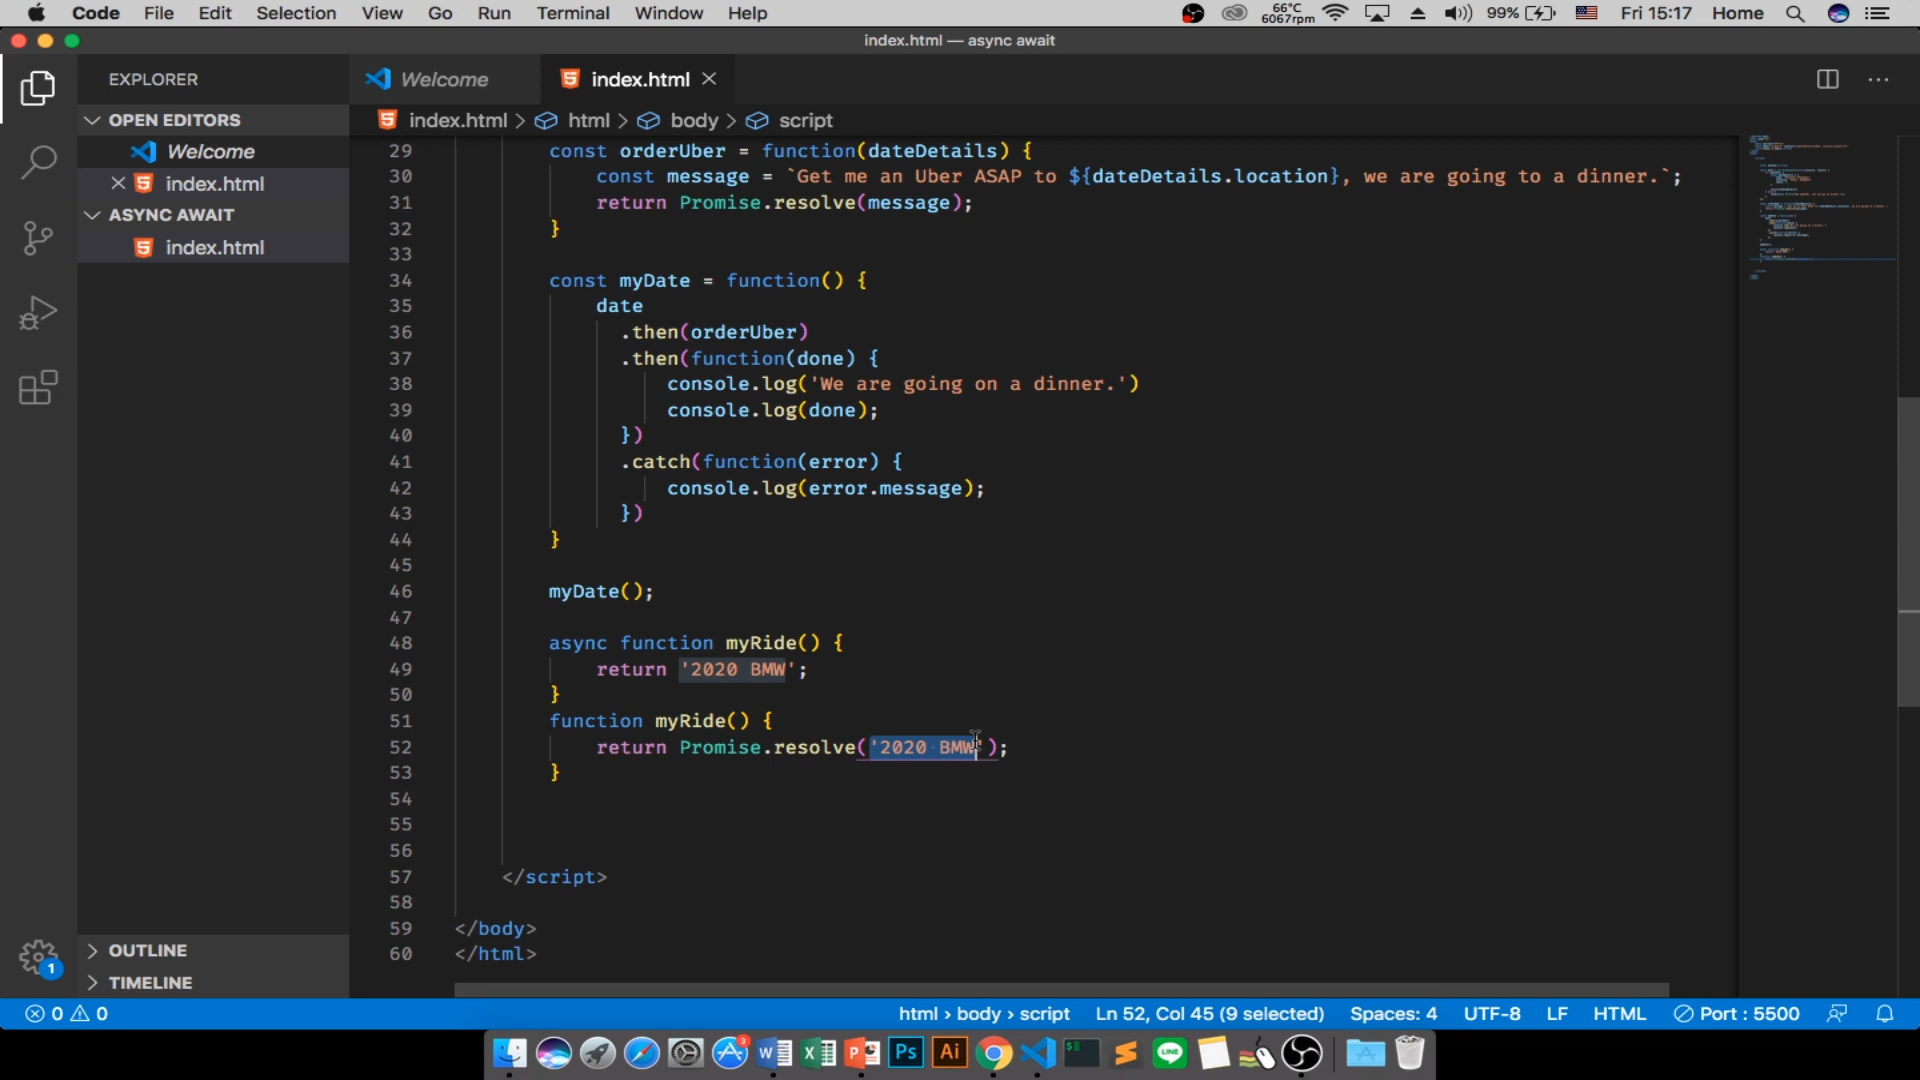 Code File Edit Selection View Go Run Terminal Window Help 66°C 6067rpm 99% Fri 15:17 Home
index.html — async await
EXPLORER
OPEN EDITORS
Welcome
index.html
ASYNC AWAIT
index.html
OUTLINE
TIMELINE
1
Welcome index.html
index.html > html > body > script
29 const orderUber = function(dateDetails) {
30 const message = `Get me an Uber ASAP to ${dateDetails.location}, we are going to a dinner.`;
31 return Promise.resolve(message);
32 }
33
34 const myDate = function() {
35 date
36 .then(orderUber)
37 .then(function(done) {
38 console.log('We are going on a dinner.')
39 console.log(done);
40 })
41 .catch(function(error) {
42 console.log(error.message);
43 })
44 }
45
46 myDate();
47
48 async function myRide() {
49 return '2020 BMW';
50 }
51 function myRide() {
52 return Promise.resolve('2020 BMW');
53 }
54
55
56
57 </script>
58
59 </body>
60 </html>
0 0 html › body › script Ln 52, Col 45 (9 selected) Spaces: 4 UTF-8 LF HTML Port : 5500
3 W X P Ps Ai $ LINE